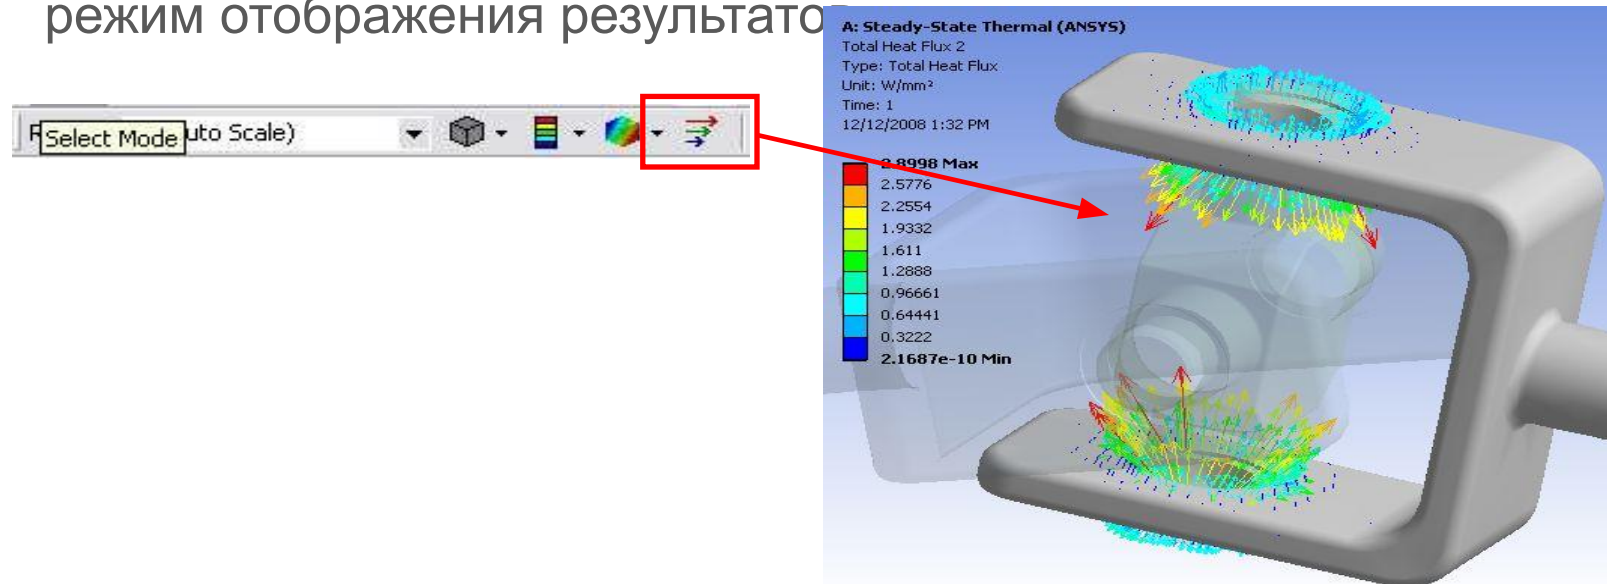 режим отображения результатов
Select Mode uto Scale)
A: Steady-State Thermal (ANSYS)
Total Heat Flux 2
Type: Total Heat Flux
Unit: W/mm²
Time: 1
12/12/2008 1:32 PM
2.8998 Max
2.5776
2.2554
1.9332
1.611
1.2888
0.96661
0.64441
0.3222
2.1687e-10 Min